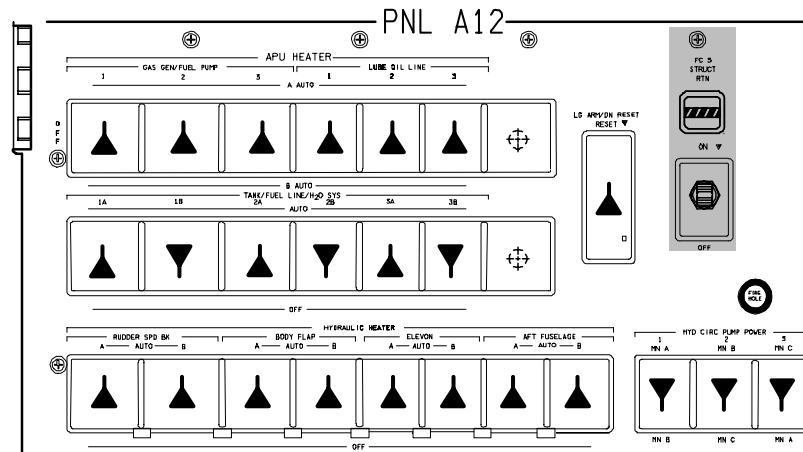 PNL A12
APU HEATER
GAS GEN/FUEL PUMP LUBE OIL LINE
1 2 3 1 2 3
A AUTO
OFF
B AUTO
TANK/FUEL LINE/H2O SYS
1A 1B 2A 2B 3A 3B
AUTO
OFF
LG ARM/DN RESET
RESET
FC 3
STRUCT
RTN
ON
OFF
FIRE
HOLE
HYDRAULIC HEATER
RUDDER SPD BK BODY FLAP ELEVON AFT FUSELAGE
A AUTO B A AUTO B A AUTO B A AUTO B
OFF
HYD CIRC PUMP POWER
1 2 3
MN A MN B MN C
MN B MN C MN A